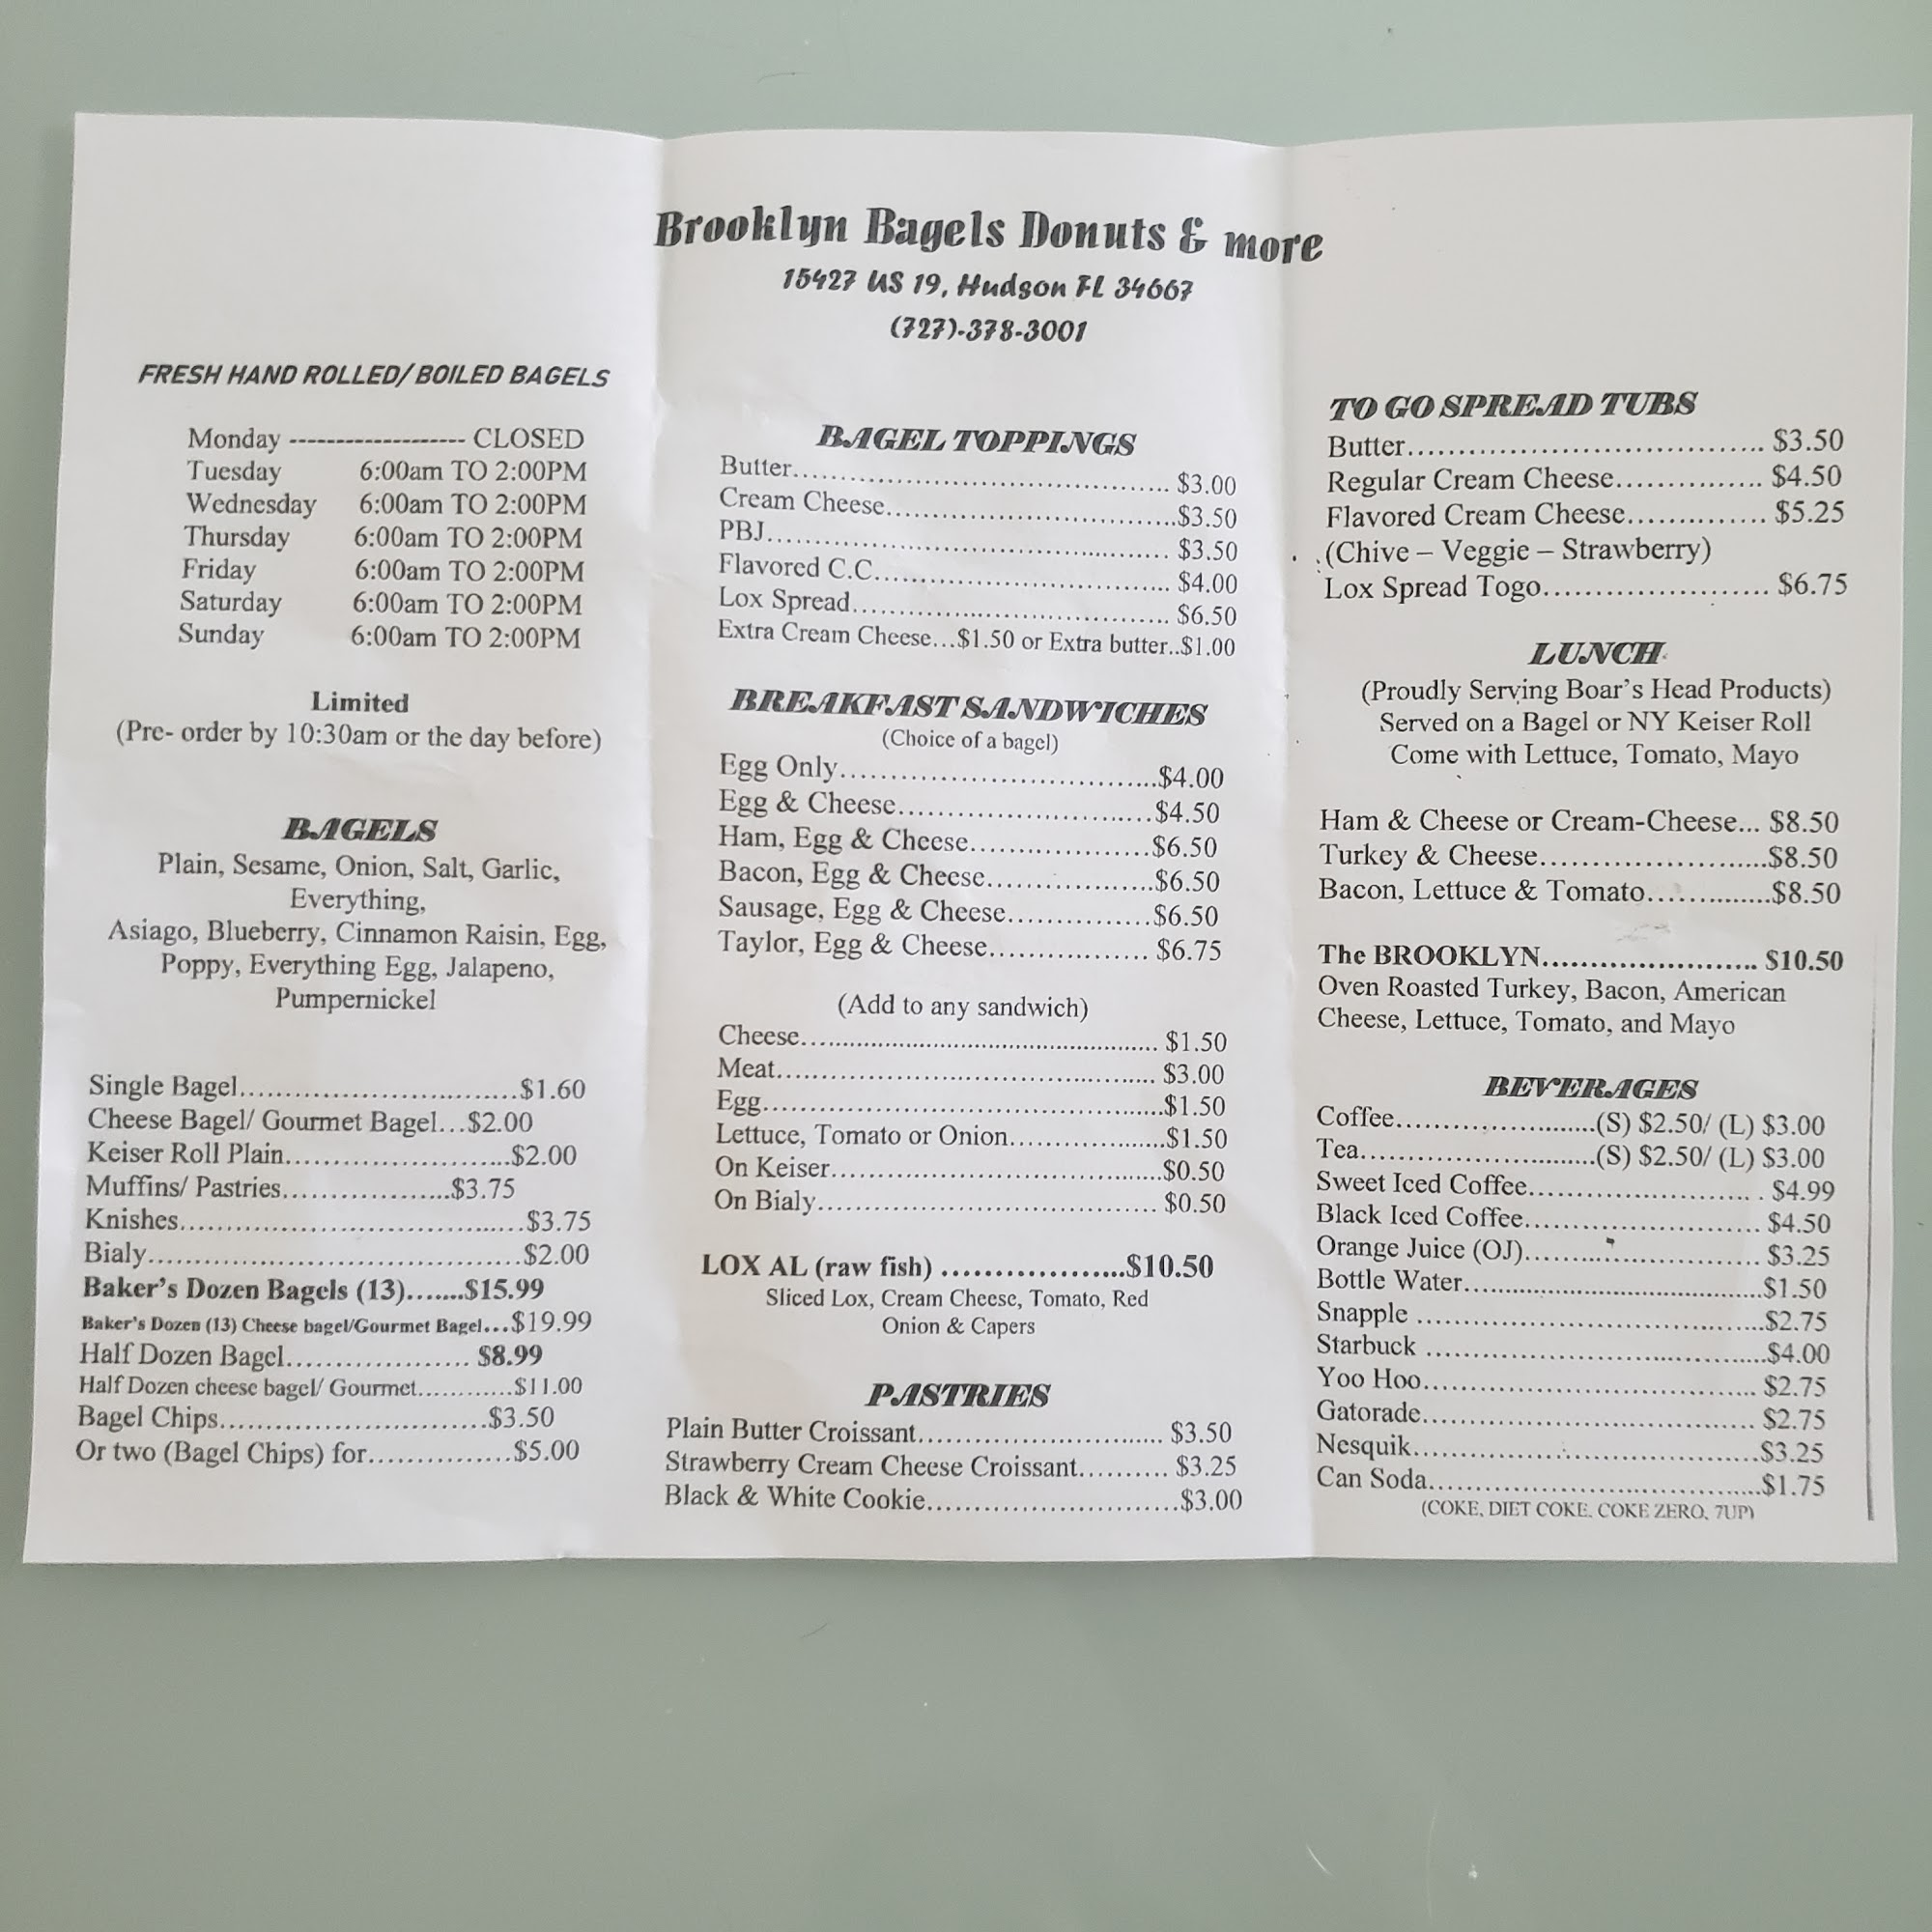 Brooklyn Bagels Donuts & more
15427 US 19, Hudson FL 34667
(727)-378-3001
FRESH HAND ROLLED/ BOILED BAGELS
Monday ------------------- CLOSED
Tuesday 6:00am TO 2:00PM
Wednesday 6:00am TO 2:00PM
Thursday 6:00am TO 2:00PM
Friday 6:00am TO 2:00PM
Saturday 6:00am TO 2:00PM
Sunday 6:00am TO 2:00PM
Limited
(Pre- order by 10:30am or the day before)
BAGELS
Plain, Sesame, Onion, Salt, Garlic,
Everything,
Asiago, Blueberry, Cinnamon Raisin, Egg,
Poppy, Everything Egg, Jalapeno,
Pumpernickel
Single Bagel..................................$1.60
Cheese Bagel/ Gourmet Bagel...$2.00
Keiser Roll Plain...........................$2.00
Muffins/ Pastries....................$3.75
Knishes..........................................$3.75
Bialy..............................................$2.00
Baker's Dozen Bagels (13).......$15.99
Baker's Dozen (13) Cheese bagel/Gourmet Bagel...$19.99
Half Dozen Bagel...................... $8.99
Half Dozen cheese bagel/ Gourmet............$11.00
Bagel Chips................................$3.50
Or two (Bagel Chips) for.................$5.00
BAGEL TOPPINGS
Butter.............................................. $3.00
Cream Cheese...................................$3.50
PBJ................................................. $3.50
Flavored C.C.................................... $4.00
Lox Spread....................................... $6.50
Extra Cream Cheese...$1.50 or Extra butter..$1.00
BREAKFAST SANDWICHES
(Choice of a bagel)
Egg Only.....................................$4.00
Egg & Cheese..............................$4.50
Ham, Egg & Cheese.....................$6.50
Bacon, Egg & Cheese...................$6.50
Sausage, Egg & Cheese................$6.50
Taylor, Egg & Cheese.................. $6.75
(Add to any sandwich)
Cheese............................................. $1.50
Meat................................................ $3.00
Egg..................................................$1.50
Lettuce, Tomato or Onion...................$1.50
On Keiser.........................................$0.50
On Bialy.......................................... $0.50
LOX AL (raw fish) .....................$10.50
Sliced Lox, Cream Cheese, Tomato, Red
Onion & Capers
PASTRIES
Plain Butter Croissant............................ $3.50
Strawberry Cream Cheese Croissant.......... $3.25
Black & White Cookie............................$3.00
TO GO SPREAD TUBS
Butter........................................ $3.50
Regular Cream Cheese............... $4.50
Flavored Cream Cheese............... $5.25
(Chive – Veggie – Strawberry)
Lox Spread Togo......................... $6.75
LUNCH
(Proudly Serving Boar's Head Products)
Served on a Bagel or NY Keiser Roll
Come with Lettuce, Tomato, Mayo
Ham & Cheese or Cream-Cheese... $8.50
Turkey & Cheese.........................$8.50
Bacon, Lettuce & Tomato..............$8.50
The BROOKLYN......................... $10.50
Oven Roasted Turkey, Bacon, American
Cheese, Lettuce, Tomato, and Mayo
BEVERAGES
Coffee.........................(S) $2.50/ (L) $3.00
Tea.............................(S) $2.50/ (L) $3.00
Sweet Iced Coffee........................... . $4.99
Black Iced Coffee............................ $4.50
Orange Juice (OJ)............................. $3.25
Bottle Water.....................................$1.50
Snapple ..........................................$2.75
Starbuck .........................................$4.00
Yoo Hoo.......................................... $2.75
Gatorade.......................................... $2.75
Nesquik...........................................$3.25
Can Soda.........................................$1.75
(COKE, DIET COKE, COKE ZERO, 7UP)